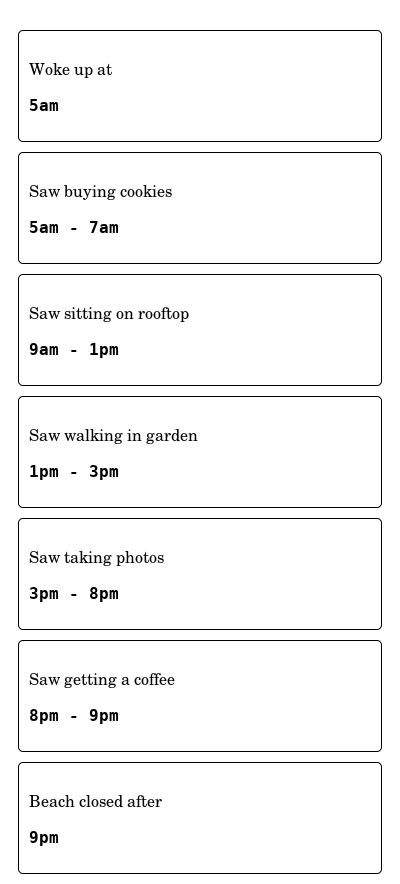 Woke up at
5am
Saw buying cookies
5am - 7am
Saw sitting on rooftop
9am - 1pm
Saw walking in garden
1pm - 3pm
Saw taking photos
3pm - 8pm
Saw getting a coffee
8pm - 9pm
Beach closed after
9pm